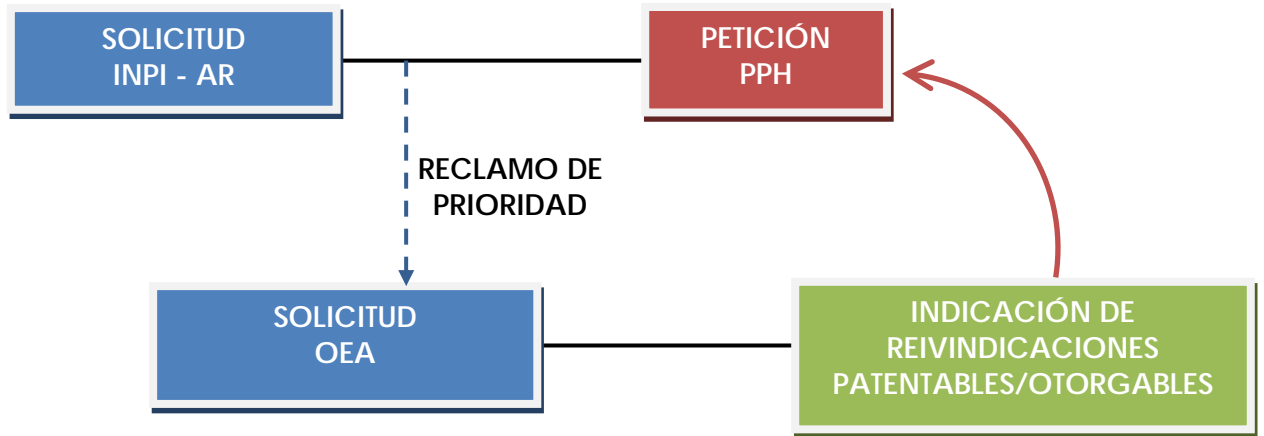 SOLICITUD
INPI - AR
PETICIÓN
PPH
RECLAMO DE
PRIORIDAD
SOLICITUD
OEA
INDICACIÓN DE
REIVINDICACIONES
PATENTABLES/OTORGABLES